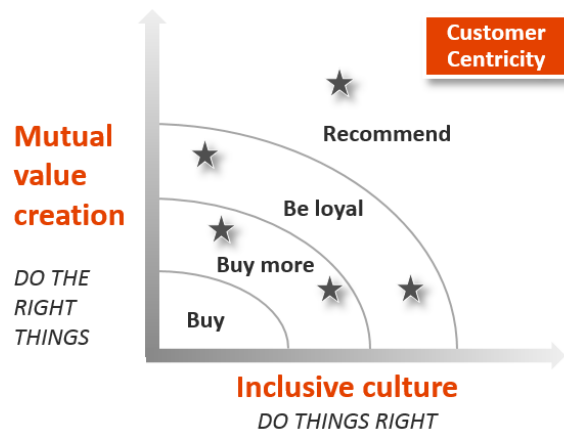 Customer
Centricity
Mutual
value
creation
DO THE
RIGHT
THINGS
Recommend
Be loyal
Buy more
Buy
Inclusive culture
DO THINGS RIGHT